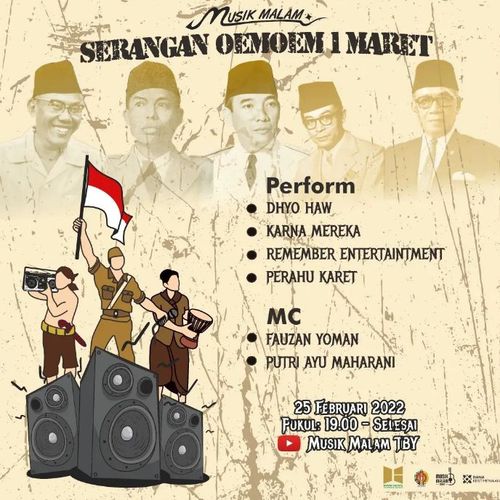 MUSIK MALAM
SERANGAN OEMOEM 1 MARET
Perform
DHYO HAW
KARNA MEREKA
REMEMBER ENTERTAINTMENT
PERAHU KARET
MC
FAUZAN YOMAN
PUTRI AYU MAHARANI
25 Februari 2022
Pukul: 19.00 - Selesai
Musik Malam TBY